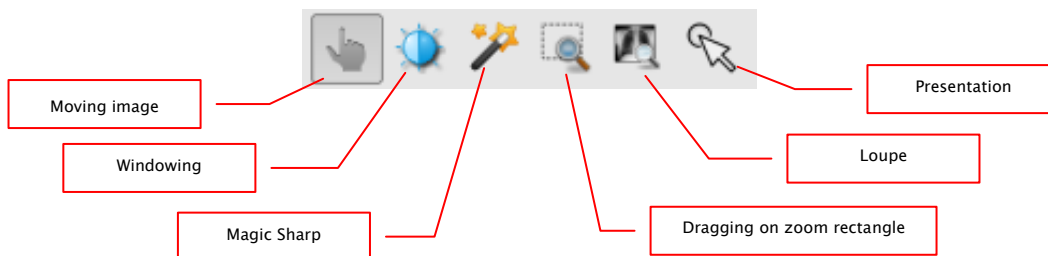 Moving image
Presentation
Windowing
Loupe
Magic Sharp
Dragging on zoom rectangle